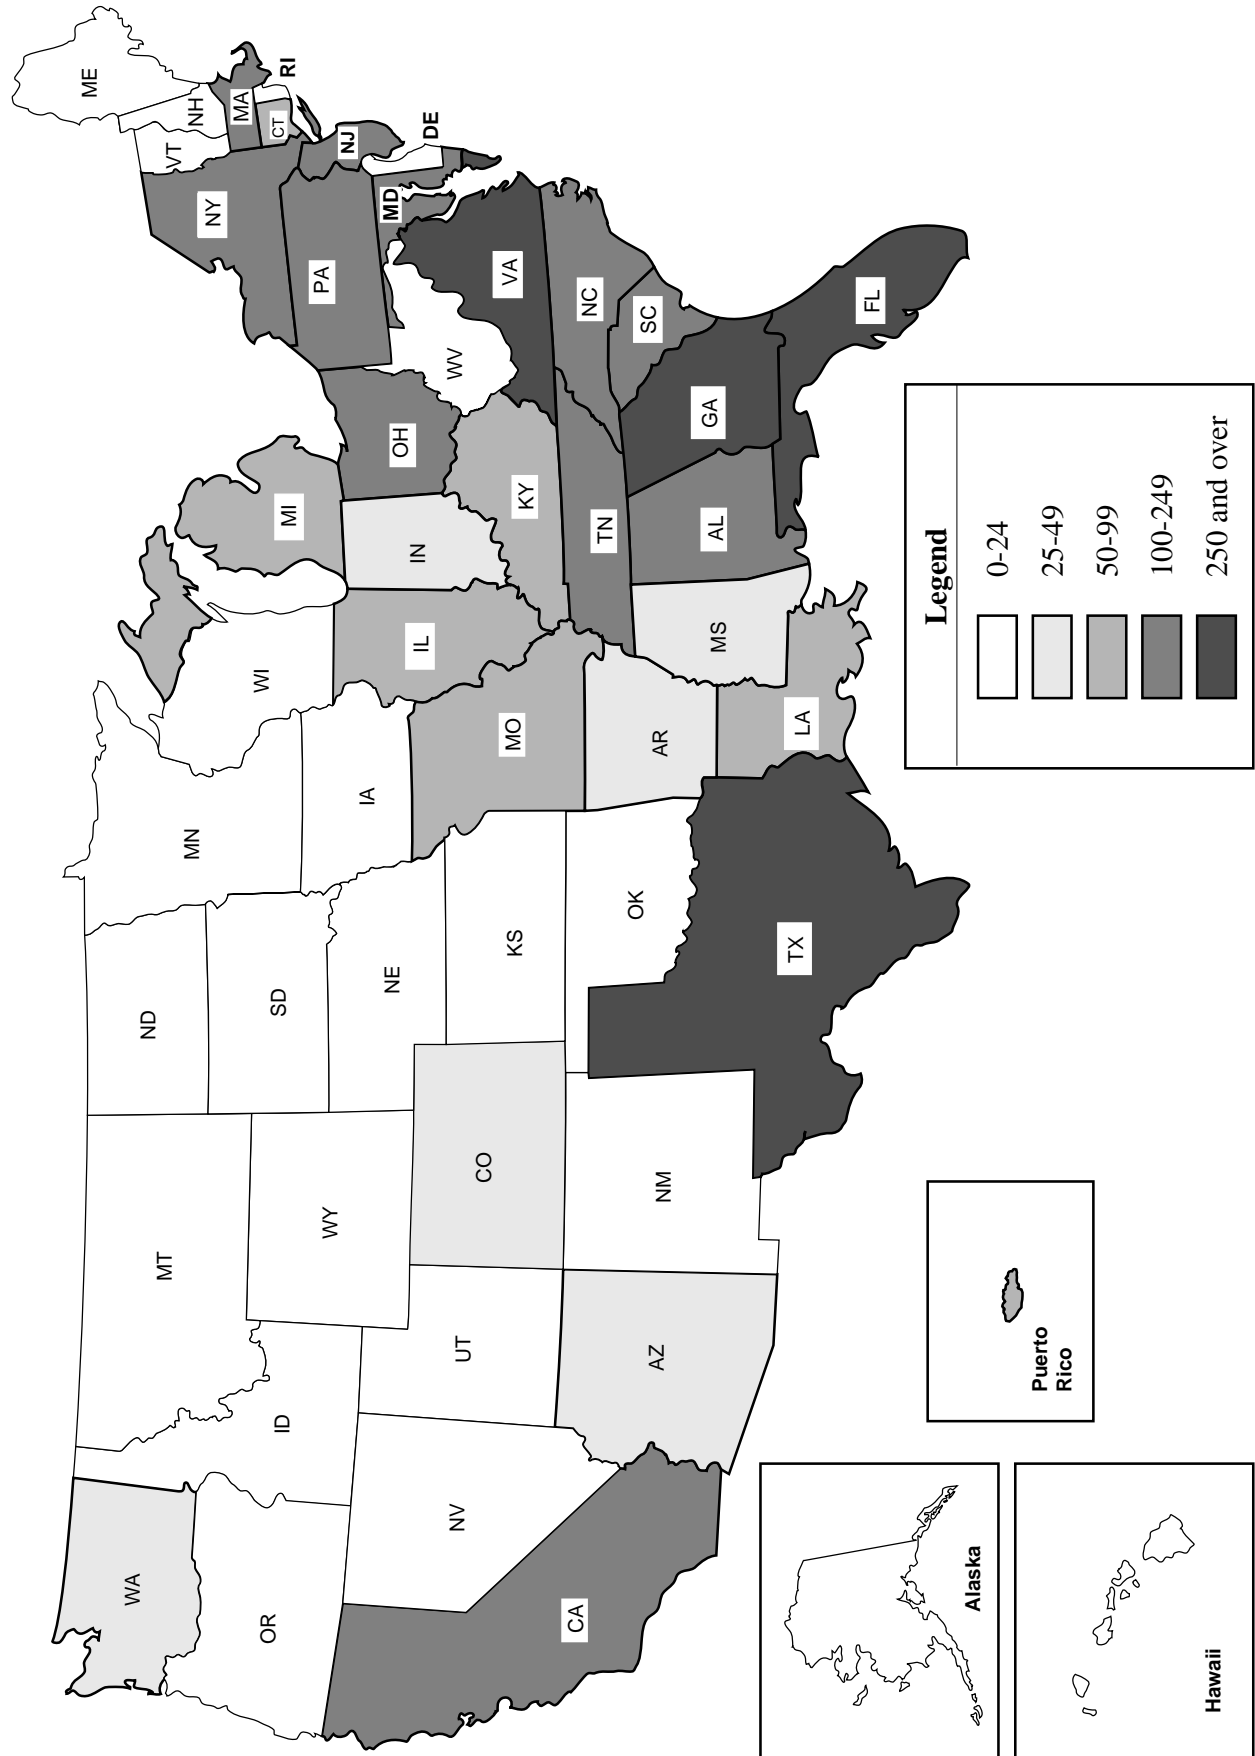 WA
OR
CA
NV
ID
MT
WY
UT
AZ
CO
NM
ND
SD
NE
KS
OK
TX
MN
IA
MO
AR
LA
WI
IL
MS
MI
IN
KY
TN
AL
OH
WV
VA
NC
SC
GA
FL
PA
NY
VT
NH
ME
MA
CT
RI
NJ
DE
MD
Alaska
Hawaii
Puerto
Rico
Legend
0-24
25-49
50-99
100-249
250 and over